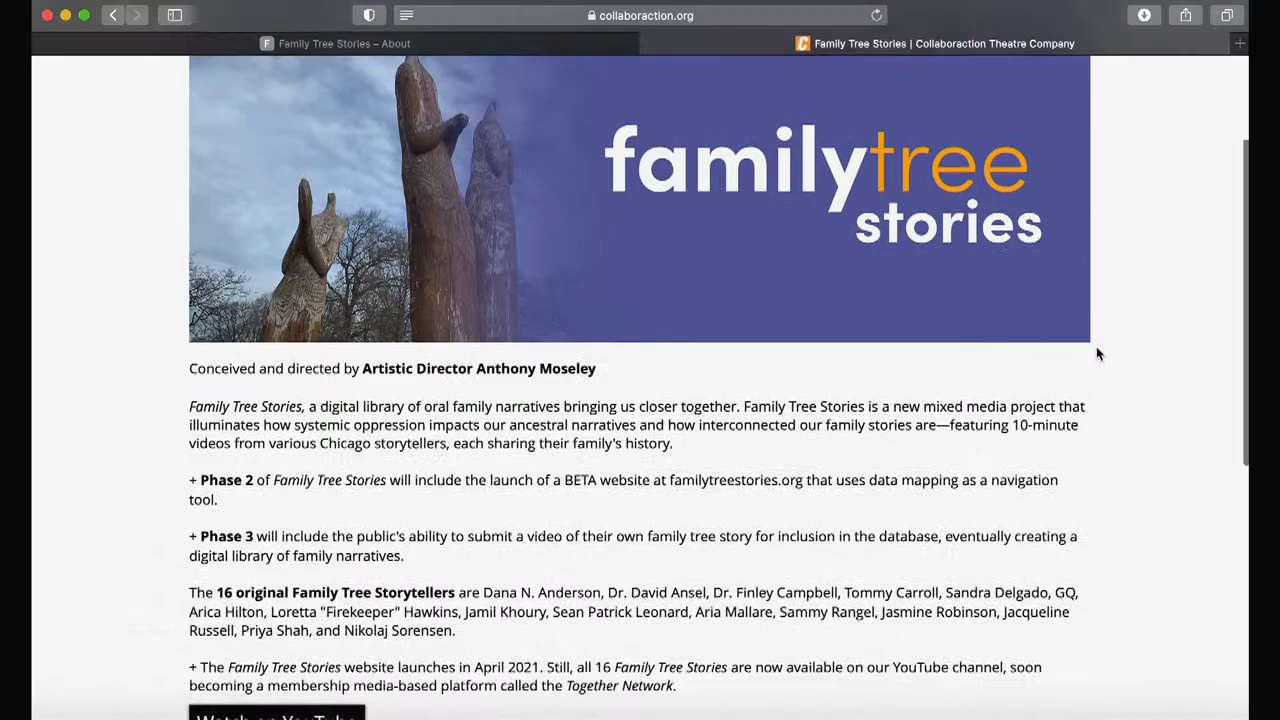 collaboraction.org
F Family Tree Stories – About
C Family Tree Stories | Collaboraction Theatre Company
familytree
stories
Conceived and directed by Artistic Director Anthony Moseley
Family Tree Stories, a digital library of oral family narratives bringing us closer together. Family Tree Stories is a new mixed media project that
illuminates how systemic oppression impacts our ancestral narratives and how interconnected our family stories are—featuring 10-minute
videos from various Chicago storytellers, each sharing their family's history.
+ Phase 2 of Family Tree Stories will include the launch of a BETA website at familytreestories.org that uses data mapping as a navigation
tool.
+ Phase 3 will include the public's ability to submit a video of their own family tree story for inclusion in the database, eventually creating a
digital library of family narratives.
The 16 original Family Tree Storytellers are Dana N. Anderson, Dr. David Ansel, Dr. Finley Campbell, Tommy Carroll, Sandra Delgado, GQ,
Arica Hilton, Loretta "Firekeeper" Hawkins, Jamil Khoury, Sean Patrick Leonard, Aria Mallare, Sammy Rangel, Jasmine Robinson, Jacqueline
Russell, Priya Shah, and Nikolaj Sorensen.
+ The Family Tree Stories website launches in April 2021. Still, all 16 Family Tree Stories are now available on our YouTube channel, soon
becoming a membership media-based platform called the Together Network.
Watch on YouTube